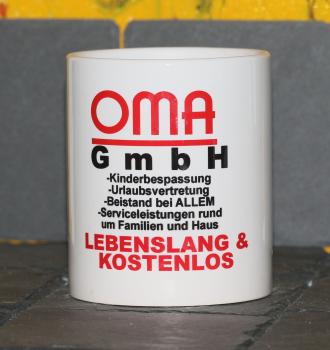 OMA
GmbH
-Kinderbespassung
-Urlaubsvertretung
-Beistand bei ALLEM
-Serviceleistungen rund
um Familien und Haus
LEBENSLANG &
KOSTENLOS